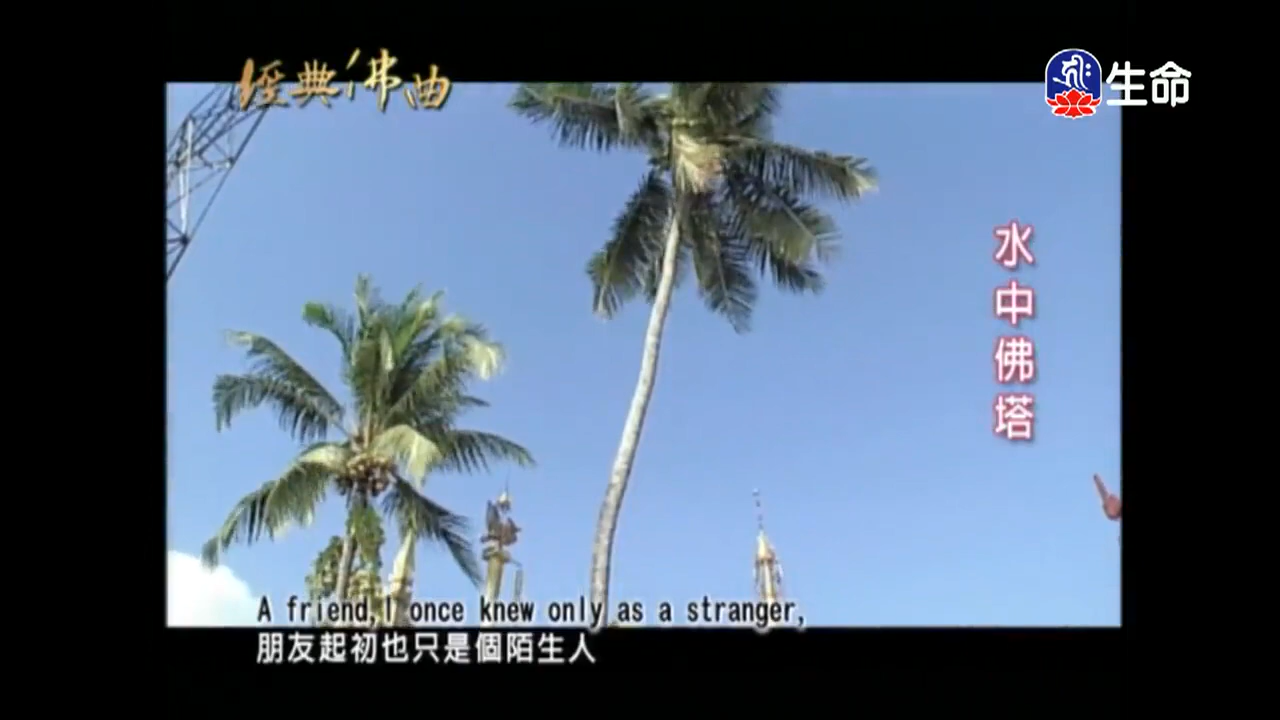 經典佛曲
生命
水中佛塔
A friend,I once knew only as a stranger,
朋友起初也只是個陌生人